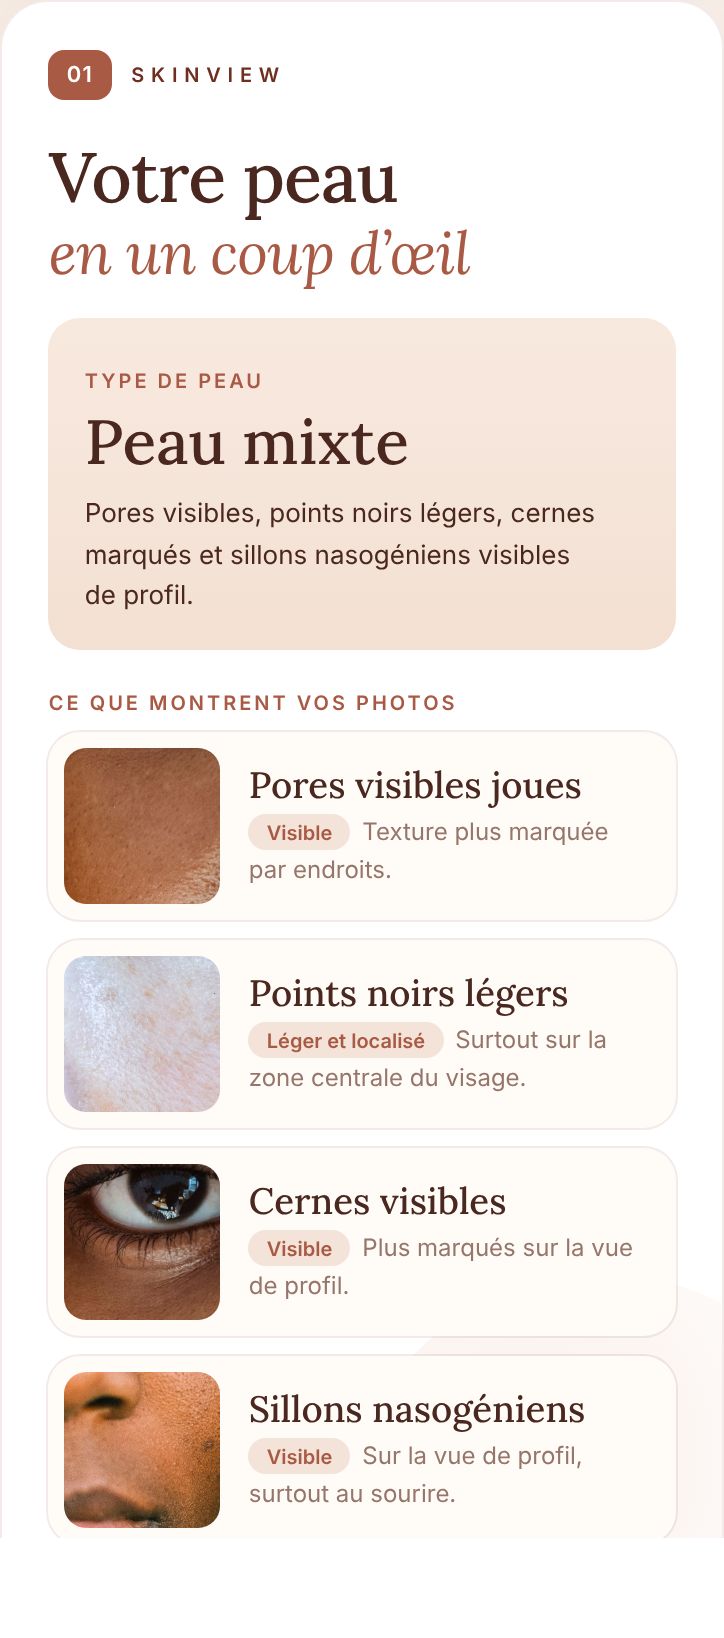 01 SKINVIEW
Votre peau
en un coup d’œil
TYPE DE PEAU
Peau mixte
Pores visibles, points noirs légers, cernes
marqués et sillons nasogéniens visibles
de profil.
CE QUE MONTRENT VOS PHOTOS
Pores visibles joues
Visible Texture plus marquée
par endroits.
Points noirs légers
Léger et localisé Surtout sur la
zone centrale du visage.
Cernes visibles
Visible Plus marqués sur la vue
de profil.
Sillons nasogéniens
Visible Sur la vue de profil,
surtout au sourire.